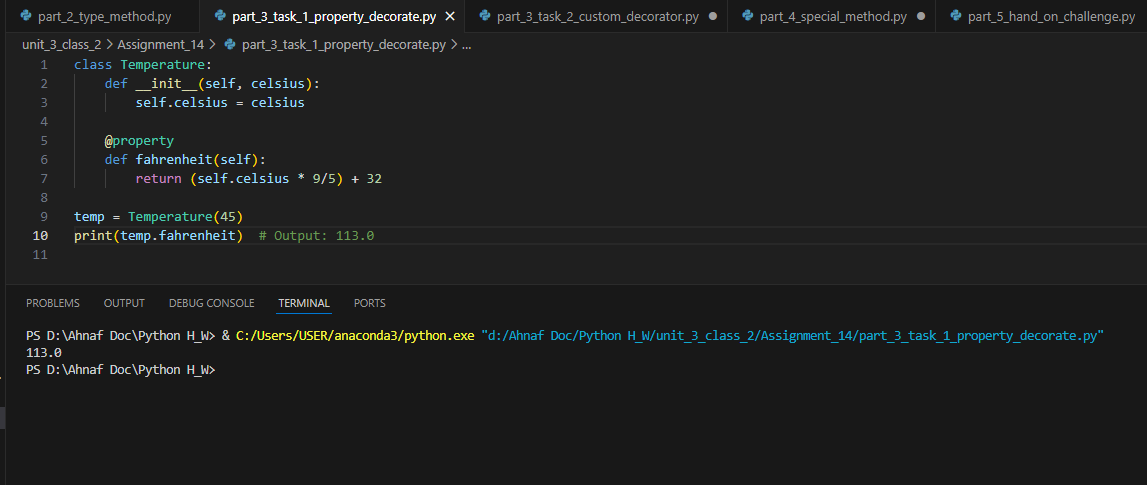 part_2_type_method.py part_3_task_1_property_decorate.py part_3_task_2_custom_decorator.py part_4_special_method.py part_5_hand_on_challenge.py
unit_3_class_2 > Assignment_14 > part_3_task_1_property_decorate.py > ...
1 class Temperature:
2     def __init__(self, celsius):
3         self.celsius = celsius
4
5     @property
6     def fahrenheit(self):
7         return (self.celsius * 9/5) + 32
8
9 temp = Temperature(45)
10 print(temp.fahrenheit)  # Output: 113.0
11
PROBLEMS OUTPUT DEBUG CONSOLE TERMINAL PORTS
PS D:\Ahnaf Doc\Python H_W> & C:/Users/USER/anaconda3/python.exe "d:/Ahnaf Doc/Python H_W/unit_3_class_2/Assignment_14/part_3_task_1_property_decorate.py"
113.0
PS D:\Ahnaf Doc\Python H_W>